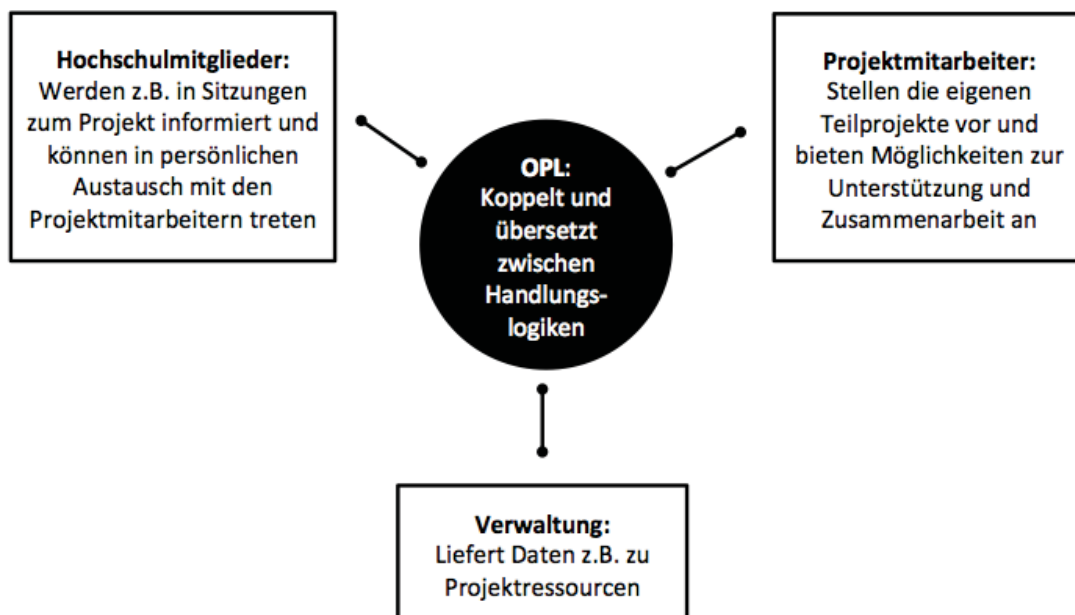 Hochschulmitglieder:
Werden z.B. in Sitzungen
zum Projekt informiert und
können in persönlichen
Austausch mit den
Projektmitarbeitern treten
Projektmitarbeiter:
Stellen die eigenen
Teilprojekte vor und
bieten Möglichkeiten zur
Unterstützung und
Zusammenarbeit an
OPL:
Koppelt und
übersetzt
zwischen
Handlungs-
logiken
Verwaltung:
Liefert Daten z.B. zu
Projektressourcen